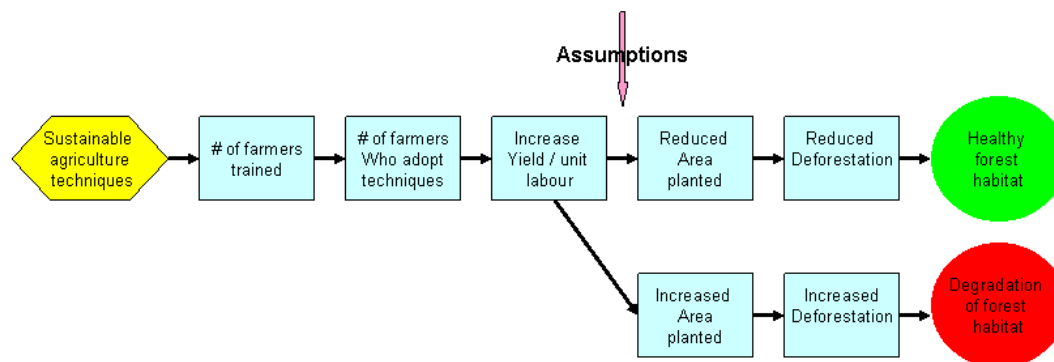 Assumptions
Sustainable
agriculture
techniques
# of farmers
trained
# of farmers
Who adopt
techniques
Increase
Yield / unit
labour
Reduced
Area
planted
Reduced
Deforestation
Healthy
forest
habitat
Increased
Area
planted
Increased
Deforestation
Degradation
of forest
habitat